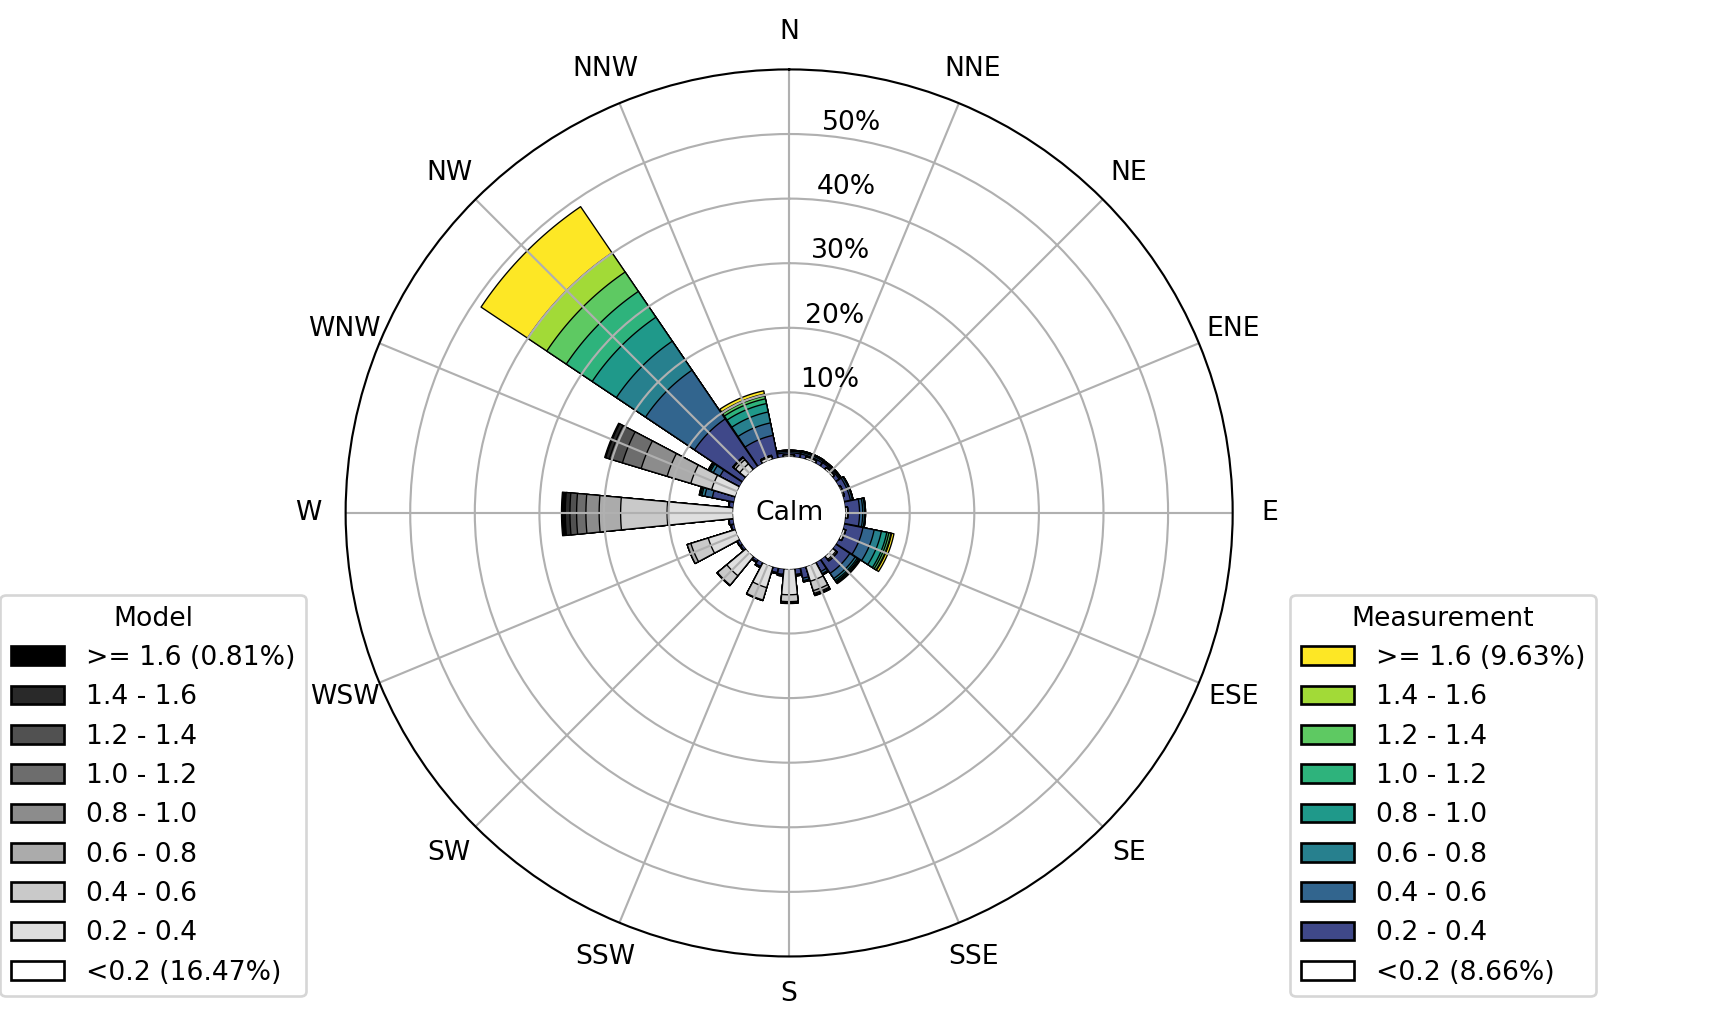 N
NNW
NNE
NW
NE
50%
40%
30%
20%
10%
WNW
ENE
W
Calm
E
WSW
ESE
SW
SE
SSW
SSE
S
Model
>= 1.6 (0.81%)
1.4 - 1.6
1.2 - 1.4
1.0 - 1.2
0.8 - 1.0
0.6 - 0.8
0.4 - 0.6
0.2 - 0.4
<0.2 (16.47%)
Measurement
>= 1.6 (9.63%)
1.4 - 1.6
1.2 - 1.4
1.0 - 1.2
0.8 - 1.0
0.6 - 0.8
0.4 - 0.6
0.2 - 0.4
<0.2 (8.66%)